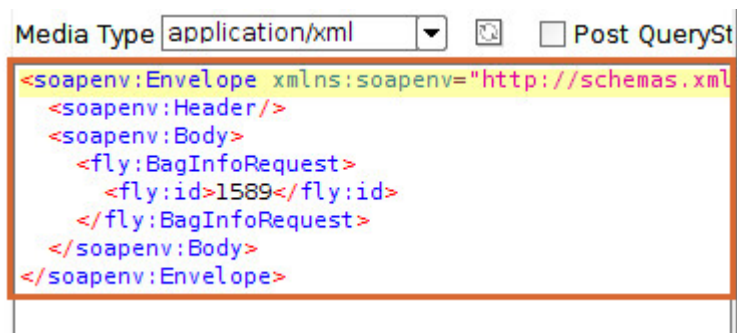 Media Type application/xml Post QuerySt
<soapenv:Envelope xmlns:soapenv="http://schemas.xml
<soapenv:Header/>
<soapenv:Body>
<fly:BagInfoRequest>
<fly:id>1589</fly:id>
</fly:BagInfoRequest>
</soapenv:Body>
</soapenv:Envelope>